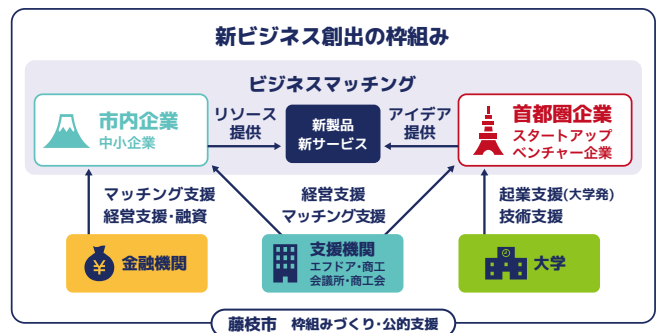 新ビジネス創出の枠組み
ビジネスマッチング
市内企業
中小企業
リソース
提供
新製品
新サービス
アイデア
提供
首都圏企業
スタートアップ
ベンチャー企業
マッチング支援
経営支援・融資
経営支援
マッチング支援
起業支援(大学発)
技術支援
¥
金融機関
支援機関
エフドア・商工
会議所・商工会
大学
藤枝市 枠組みづくり・公的支援